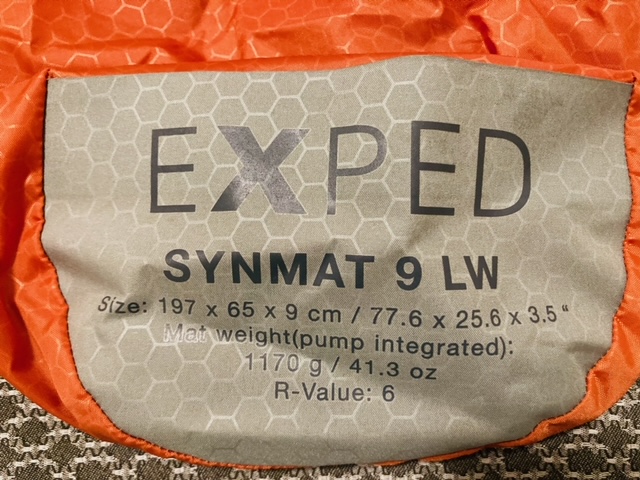 EXPED
SYNMAT 9 LW
Size: 197 x 65 x 9 cm / 77.6 x 25.6 x 3.5"
Mat weight(pump integrated):
1170 g / 41.3 oz
R-Value: 6